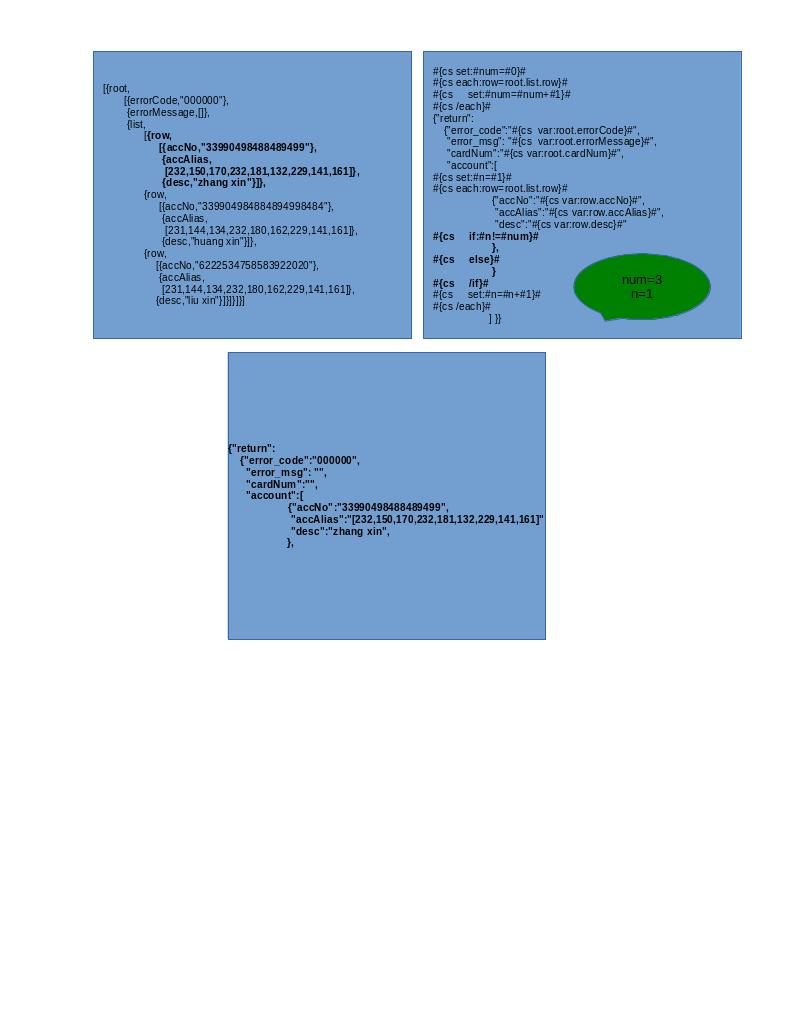 [{root,
[{errorCode,"000000"},
{errorMessage,[]},
{list,
[{row,
[{accNo,"33990498488489499"},
{accAlias,
[232,150,170,232,181,132,229,141,161]},
{desc,"zhang xin"}]},
{row,
[{accNo,"339904984884894998484"},
{accAlias,
[231,144,134,232,180,162,229,141,161]},
{desc,"huang xin"}]},
{row,
[{accNo,"6222534758583922020"},
{accAlias,
[231,144,134,232,180,162,229,141,161]},
{desc,"liu xin"}]}]}]}]
#{cs set:#num=#0}#
#{cs each:row=root.list.row}#
#{cs set:#num=#num+#1}#
#{cs /each}#
{"return":
{"error_code":"#{cs var:root.errorCode}#",
"error_msg": "#{cs var:root.errorMessage}#",
"cardNum":"#{cs var:root.cardNum}#",
"account":[
#{cs set:#n=#1}#
#{cs each:row=root.list.row}#
{"accNo":"#{cs var:row.accNo}#",
"accAlias":"#{cs var:row.accAlias}#",
"desc":"#{cs var:row.desc}#"
#{cs if:#n!=#num}#
},
#{cs else}#
}
#{cs /if}#
#{cs set:#n=#n+#1}#
#{cs /each}#
] }}
num=3
n=1
{"return":
{"error_code":"000000",
"error_msg": "",
"cardNum":"",
"account":[
{"accNo":"33990498488489499",
"accAlias":"[232,150,170,232,181,132,229,141,161]"
"desc":"zhang xin",
},